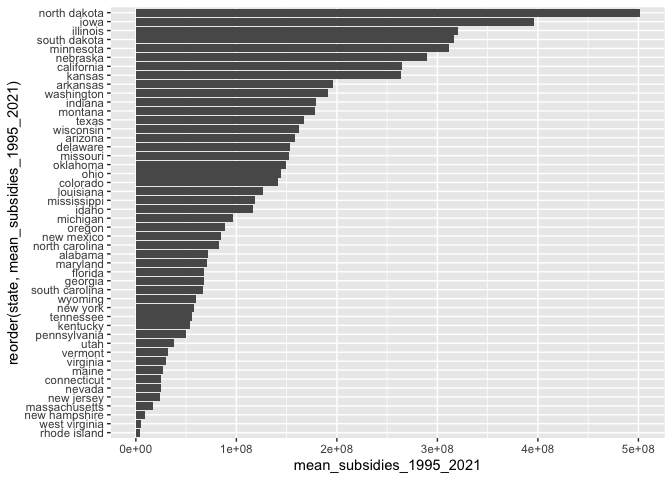 reorder(state, mean_subsidies_1995_2021)
north dakota
iowa
illinois
south dakota
minnesota
nebraska
california
kansas
arkansas
washington
indiana
montana
texas
wisconsin
arizona
delaware
missouri
oklahoma
ohio
colorado
louisiana
mississippi
idaho
michigan
oregon
new mexico
north carolina
alabama
maryland
florida
georgia
south carolina
wyoming
new york
tennessee
kentucky
pennsylvania
utah
vermont
virginia
maine
connecticut
nevada
new jersey
massachusetts
new hampshire
west virginia
rhode island
0e+00 1e+08 2e+08 3e+08 4e+08 5e+08
mean_subsidies_1995_2021